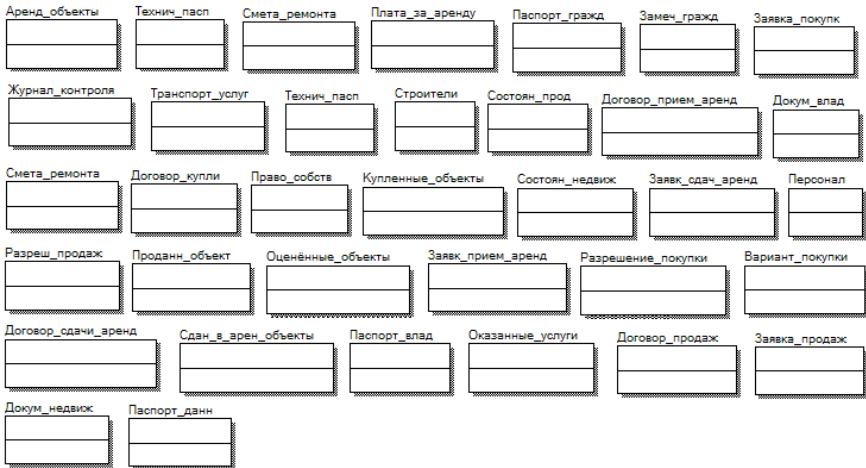 Аренд_объекты Технич_пасп Смета_ремонта Плата_за_аренду Паспорт_гражд Замеч_гражд Заявка_покупк
Журнал_контроля Транспорт_услуг Технич_пасп Строители Состоян_прод Договор_прием_аренд Докум_влад
Смета_ремонта Договор_купли Право_собств Купленные_объекты Состоян_недвиж Заявк_сдач_аренд Персонал
Разреш_продаж Проданн_объект Оценённые_объекты Заявк_прием_аренд Разрешение_покупки Вариант_покупки
Договор_сдачи_аренд Сдан_в_арен_объекты Паспорт_влад Оказанные_услуги Договор_продаж Заявка_продаж
Докум_недвиж Паспорт_данн